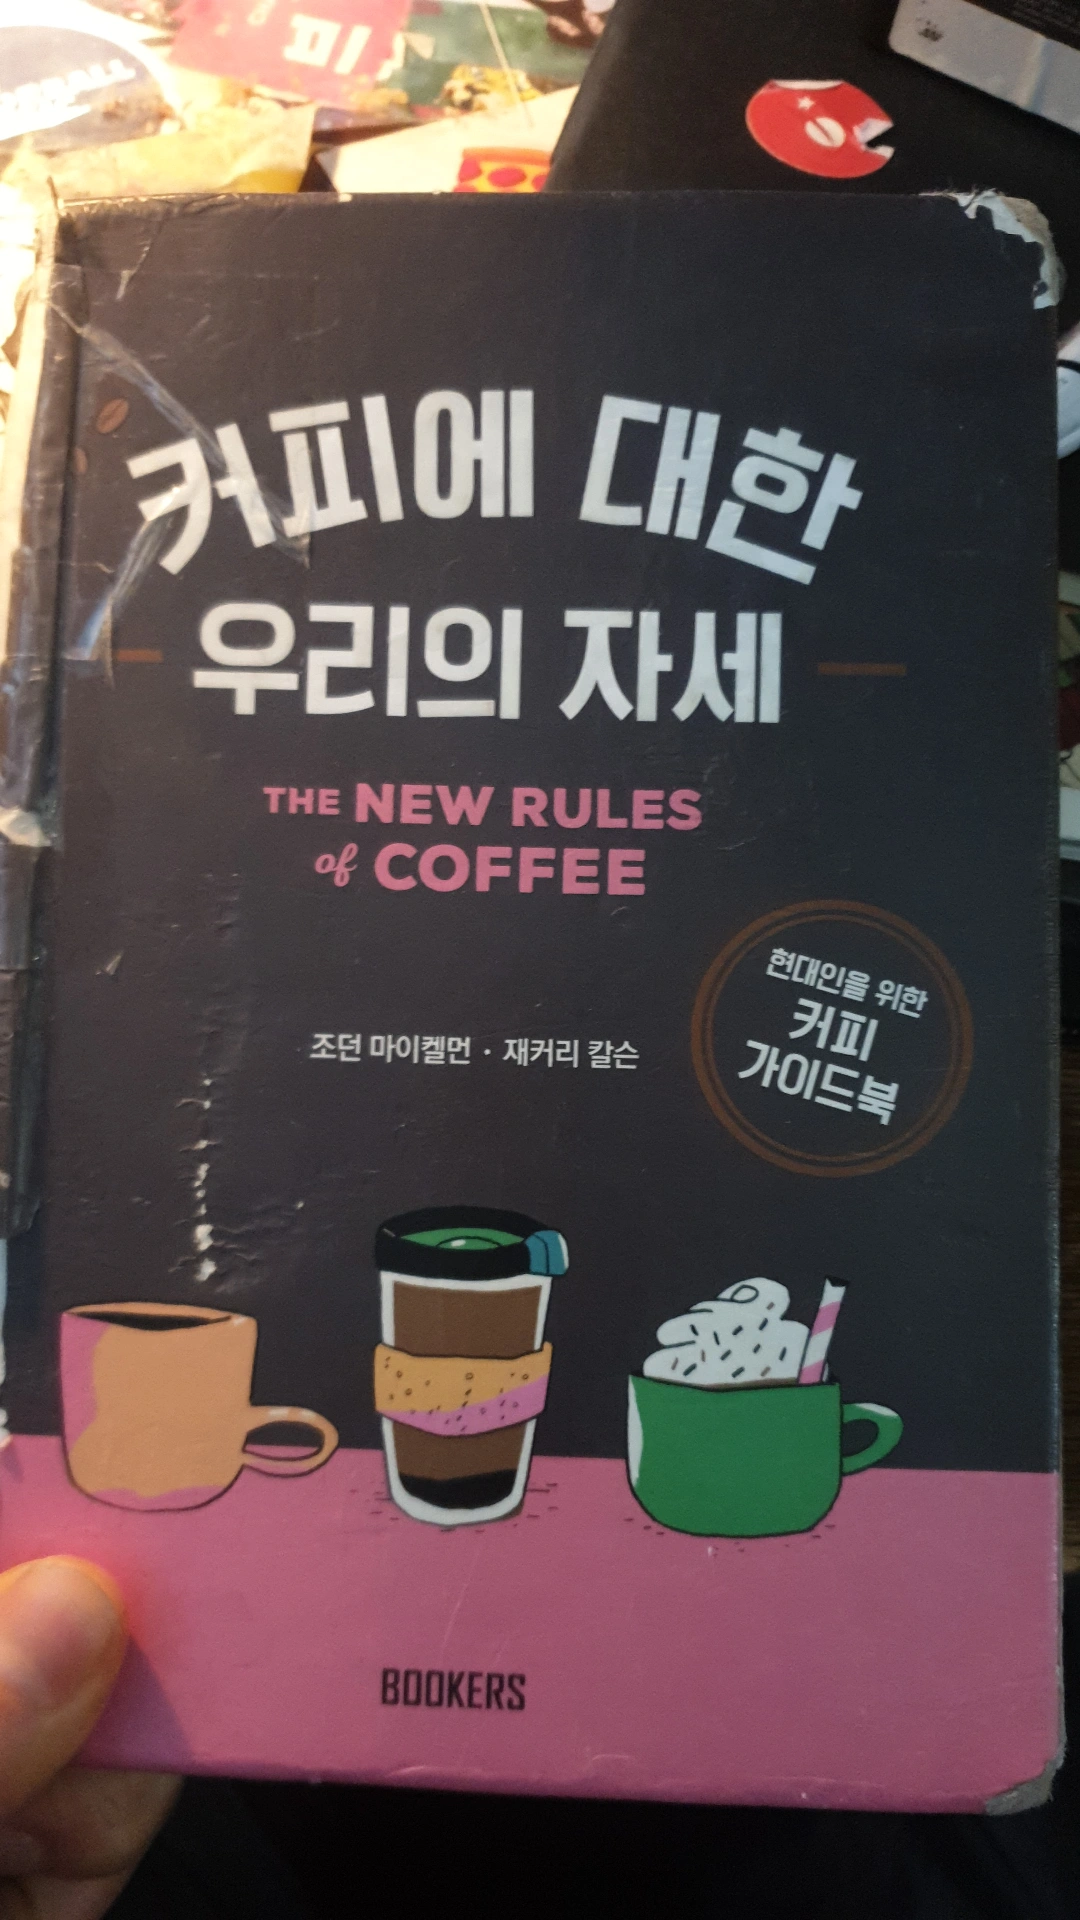 피
커피에 대한
우리의 자세
THE NEW RULES
of COFFEE
현대인을 위한
커피
가이드북
조던 마이켈먼 · 재커리 칼슨
BOOKERS